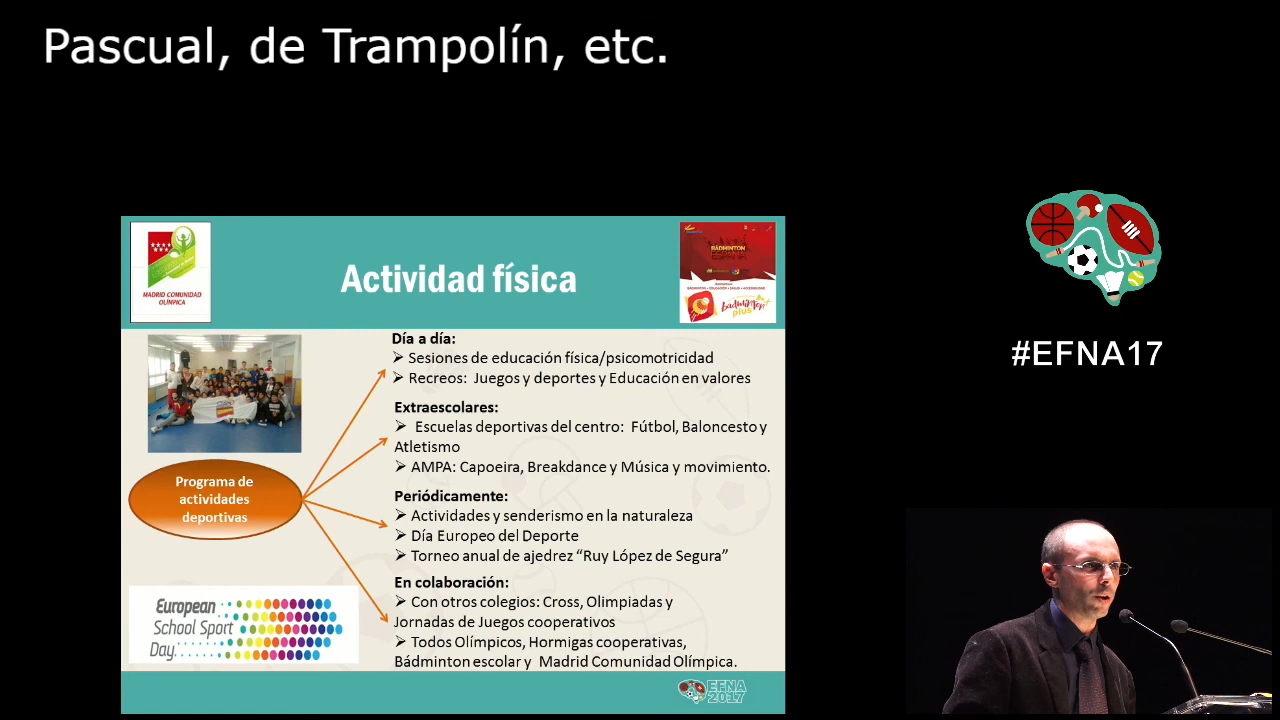 Pascual, de Trampolín, etc.
#EFNA17
Actividad física
MADRID COMUNIDAD
OLÍMPICA
BÁDMINTON
ESPAÑA
bádminton
plus
Día a día:
➢ Sesiones de educación física/psicomotricidad
➢ Recreos: Juegos y deportes y Educación en valores
Extraescolares:
➢ Escuelas deportivas del centro: Fútbol, Baloncesto y
Atletismo
➢ AMPA: Capoeira, Breakdance y Música y movimiento.
Programa de
actividades
deportivas
Periódicamente:
➢ Actividades y senderismo en la naturaleza
➢ Día Europeo del Deporte
➢ Torneo anual de ajedrez “Ruy López de Segura”
En colaboración:
➢ Con otros colegios: Cross, Olimpiadas y
Jornadas de Juegos cooperativos
➢ Todos Olímpicos, Hormigas cooperativas,
Bádminton escolar y Madrid Comunidad Olímpica.
European
School Sport
Day
EFNA
2017